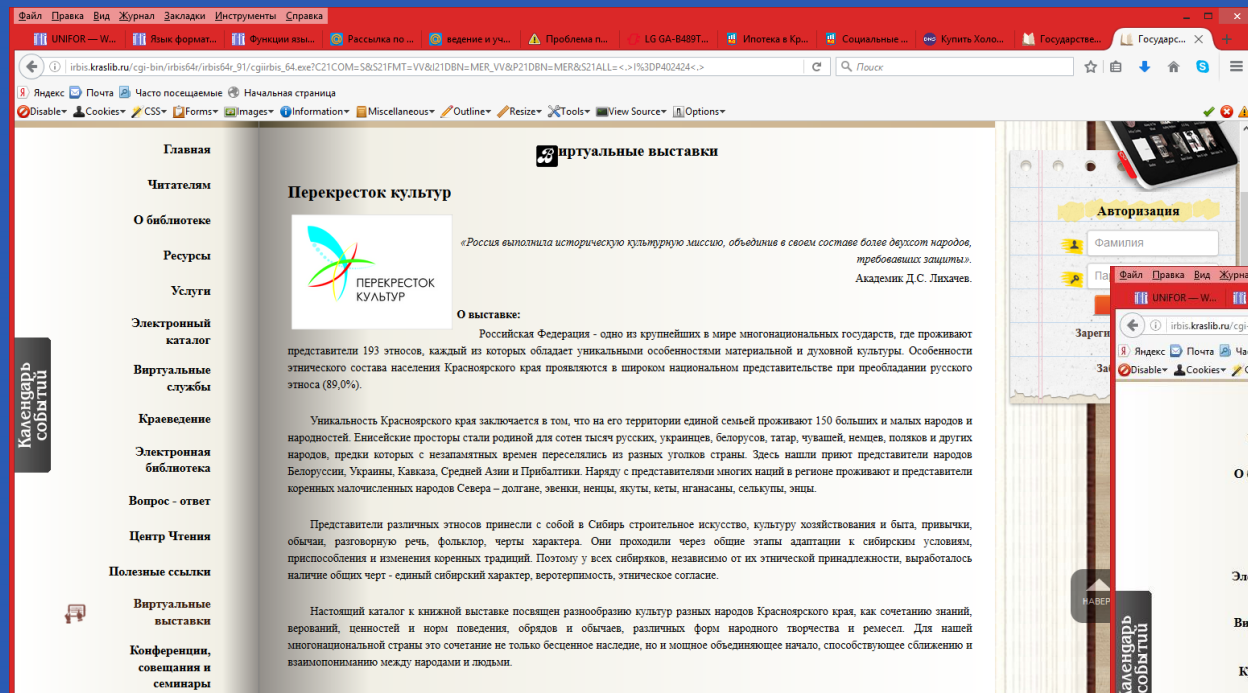 Файл Правка Вид Журнал Закладки Инструменты Справка
UNIFOR — W... Язык формат... Функции язы... Рассылка по ... ведение и уч... Проблема п... LG GA-B489T... Ипотека в Кр... Социальные ... Купить Холо... Государстве... Государс...
irbis.kraslib.ru/cgi-bin/irbis64r/irbis64r_91/cgiirbis_64.exe?C21COM=S&S21FMT=VV&I21DBN=MER_VV&P21DBN=MER&S21ALL=<.>I%3DP402424<.>
Поиск
Яндекс Почта Часто посещаемые Начальная страница
Disable Cookies CSS Forms Images Information Miscellaneous Outline Resize Tools View Source Options
Главная
Читателям
О библиотеке
Ресурсы
Услуги
Электронный
каталог
Виртуальные
службы
Краеведение
Электронная
библиотека
Вопрос - ответ
Центр Чтения
Полезные ссылки
Виртуальные
выставки
Конференции,
совещания и
семинары
Календарь
событий
Виртуальные выставки
Перекресток культур
ПЕРЕКРЕСТОК
КУЛЬТУР
«Россия выполнила историческую культурную миссию, объединив в своем составе более двухсот народов,
требовавших защиты».
Академик Д.С. Лихачев.
О выставке:
Российская Федерация - одно из крупнейших в мире многонациональных государств, где проживают
представители 193 этносов, каждый из которых обладает уникальными особенностями материальной и духовной культуры. Особенности
этнического состава населения Красноярского края проявляются в широком национальном представительстве при преобладании русского
этноса (89,0%).
Уникальность Красноярского края заключается в том, что на его территории единой семьей проживают 150 больших и малых народов и
народностей. Енисейские просторы стали родиной для сотен тысяч русских, украинцев, белорусов, татар, чувашей, немцев, поляков и других
народов, предки которых с незапамятных времен переселялись из разных уголков страны. Здесь нашли приют представители народов
Белоруссии, Украины, Кавказа, Средней Азии и Прибалтики. Наряду с представителями многих наций в регионе проживают и представители
коренных малочисленных народов Севера – долгане, эвенки, ненцы, якуты, кеты, нганасаны, селькупы, энцы.
Представители различных этносов принесли с собой в Сибирь строительное искусство, культуру хозяйствования и быта, привычки,
обычаи, разговорную речь, фольклор, черты характера. Они проходили через общие этапы адаптации к сибирским условиям,
приспособления и изменения коренных традиций. Поэтому у всех сибиряков, независимо от их этнической принадлежности, выработалось
наличие общих черт - единый сибирский характер, веротерпимость, этническое согласие.
Настоящий каталог к книжной выставке посвящен разнообразию культур разных народов Красноярского края, как сочетанию знаний,
верований, ценностей и норм поведения, обрядов и обычаев, различных форм народного творчества и ремесел. Для нашей
многонациональной страны это сочетание не только бесценное наследие, но и мощное объединяющее начало, способствующее сближению и
взаимопониманию между народами и людьми.
Авторизация
Фамилия
Па
Зареги
За
НАВЕР
Файл Правка Вид Журна
UNIFOR — W...
irbis.kraslib.ru/cgi-
Яндекс Почта Ча
Disable Cookies
О
Эл
Ви
К
календарь
событий